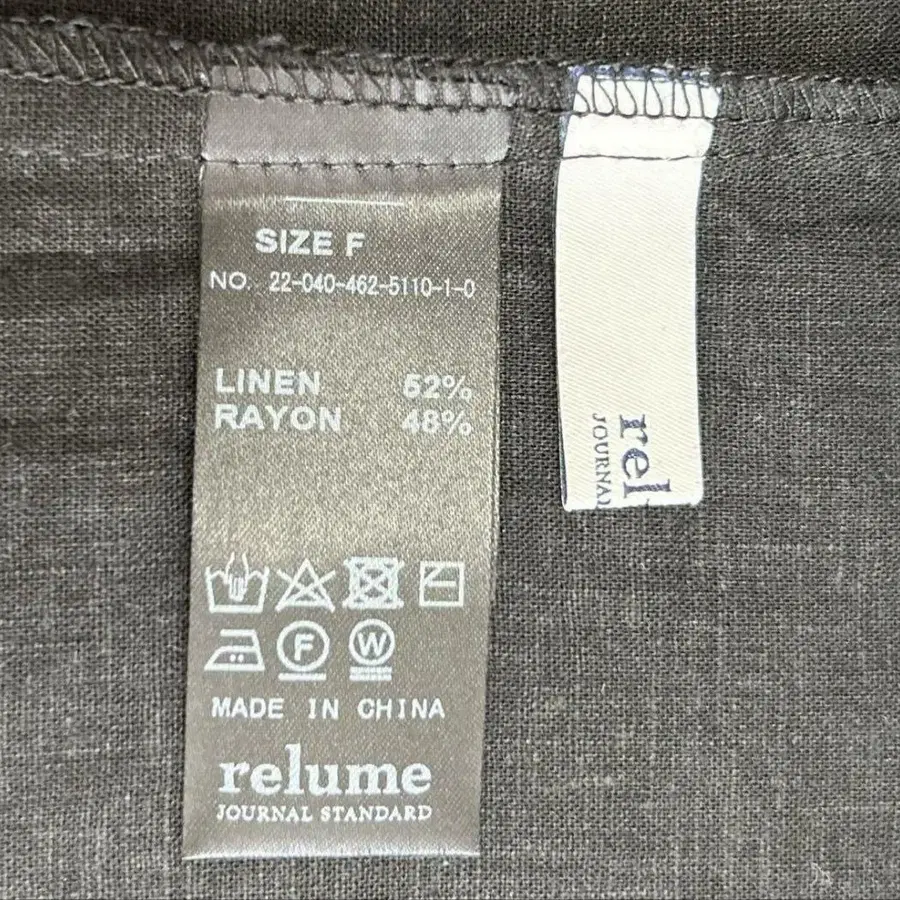 SIZE F
NO. 22-040-462-5110-1-0
LINEN 52%
RAYON 48%
F W
MADE IN CHINA
relume
JOURNAL STANDARD
rel
JOURNAL